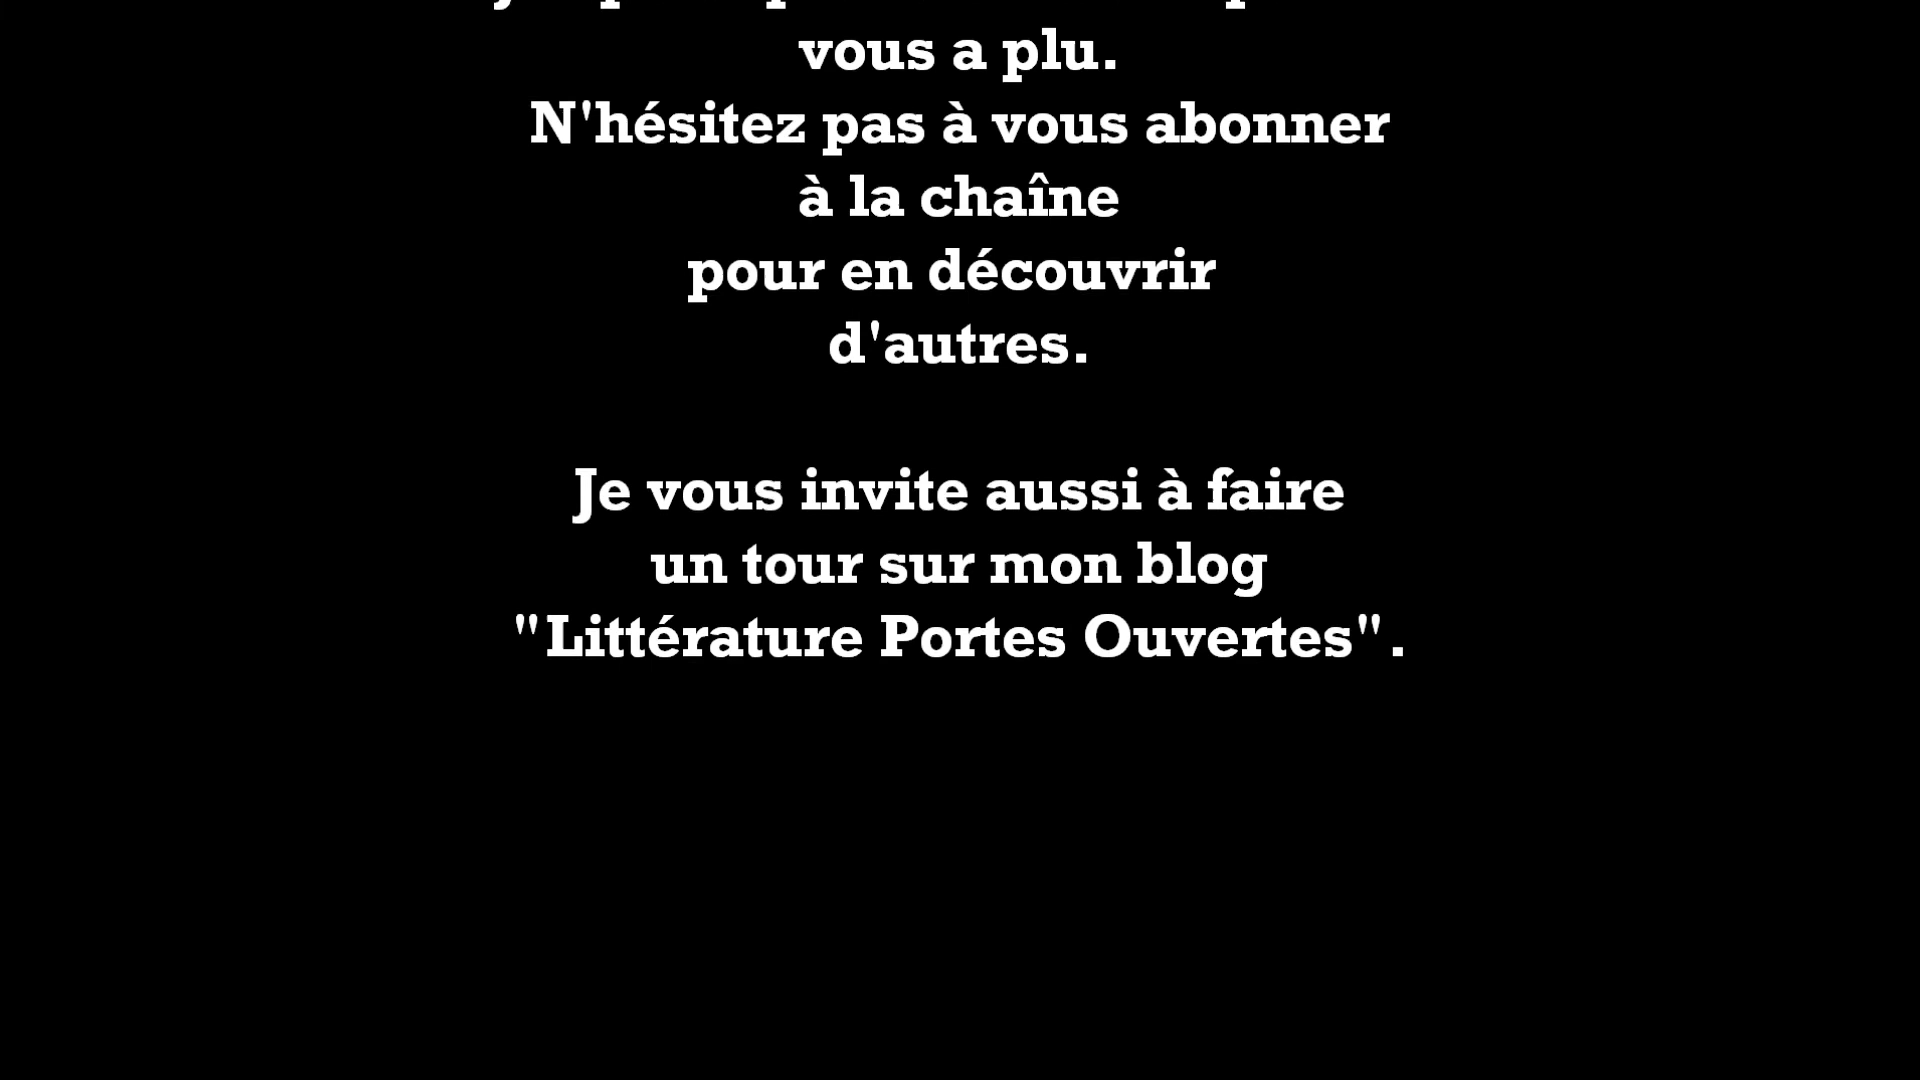 vous a plu.
N'hésitez pas à vous abonner
à la chaîne
pour en découvrir
d'autres.
Je vous invite aussi à faire
un tour sur mon blog
"Littérature Portes Ouvertes".